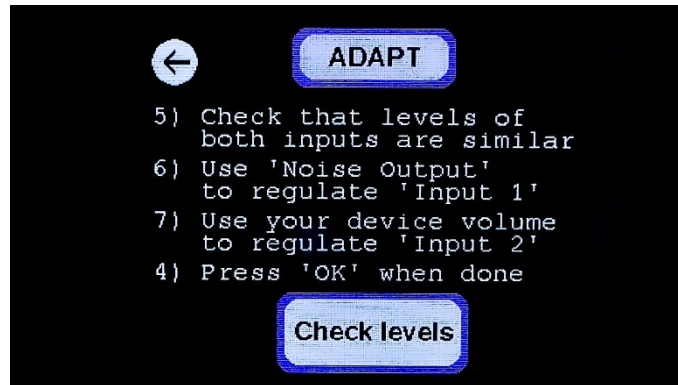 ADAPT
5) Check that levels of
both inputs are similar
6) Use 'Noise Output'
to regulate 'Input 1'
7) Use your device volume
to regulate 'Input 2'
4) Press 'OK' when done
Check levels